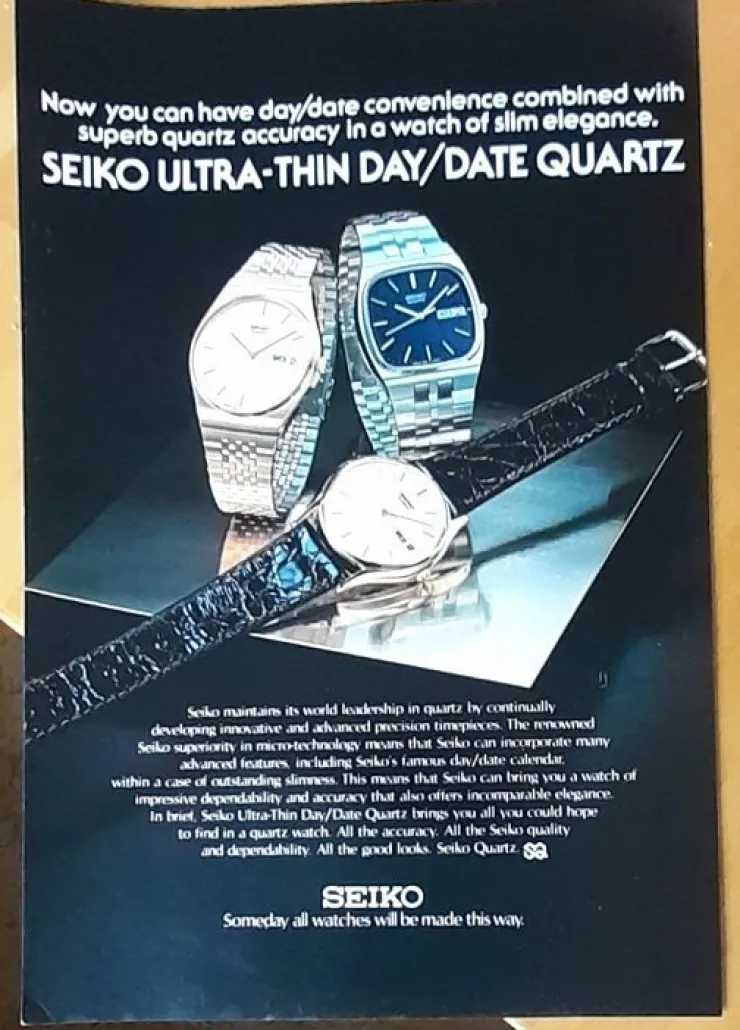 Now you can have day/date convenience combined with
superb quartz accuracy in a watch of slim elegance.
SEIKO ULTRA-THIN DAY/DATE QUARTZ
Seiko maintains its world leadership in quartz by continually
developing innovative and advanced precision timepieces. The renowned
Seiko superiority in micro-technology means that Seiko can incorporate many
advanced features, including Seiko's famous day/date calendar,
within a case of outstanding slimness. This means that Seiko can bring you a watch of
impressive dependability and accuracy that also offers incomparable elegance.
In brief, Seiko Ultra-Thin Day/Date Quartz brings you all you could hope
to find in a quartz watch. All the accuracy. All the Seiko quality
and dependability. All the good looks. Seiko Quartz.
SEIKO
Someday all watches will be made this way.